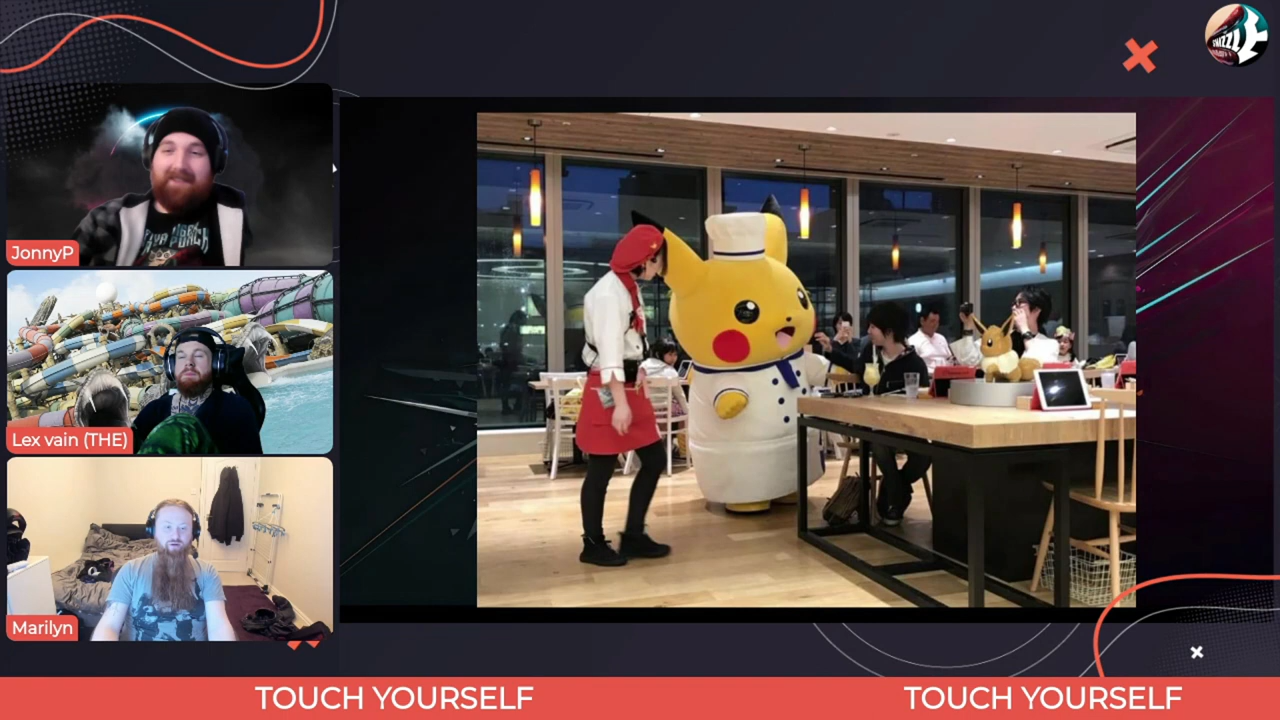 JonnyP
Lex vain (THE)
Marilyn
TOUCH YOURSELF
TOUCH YOURSELF